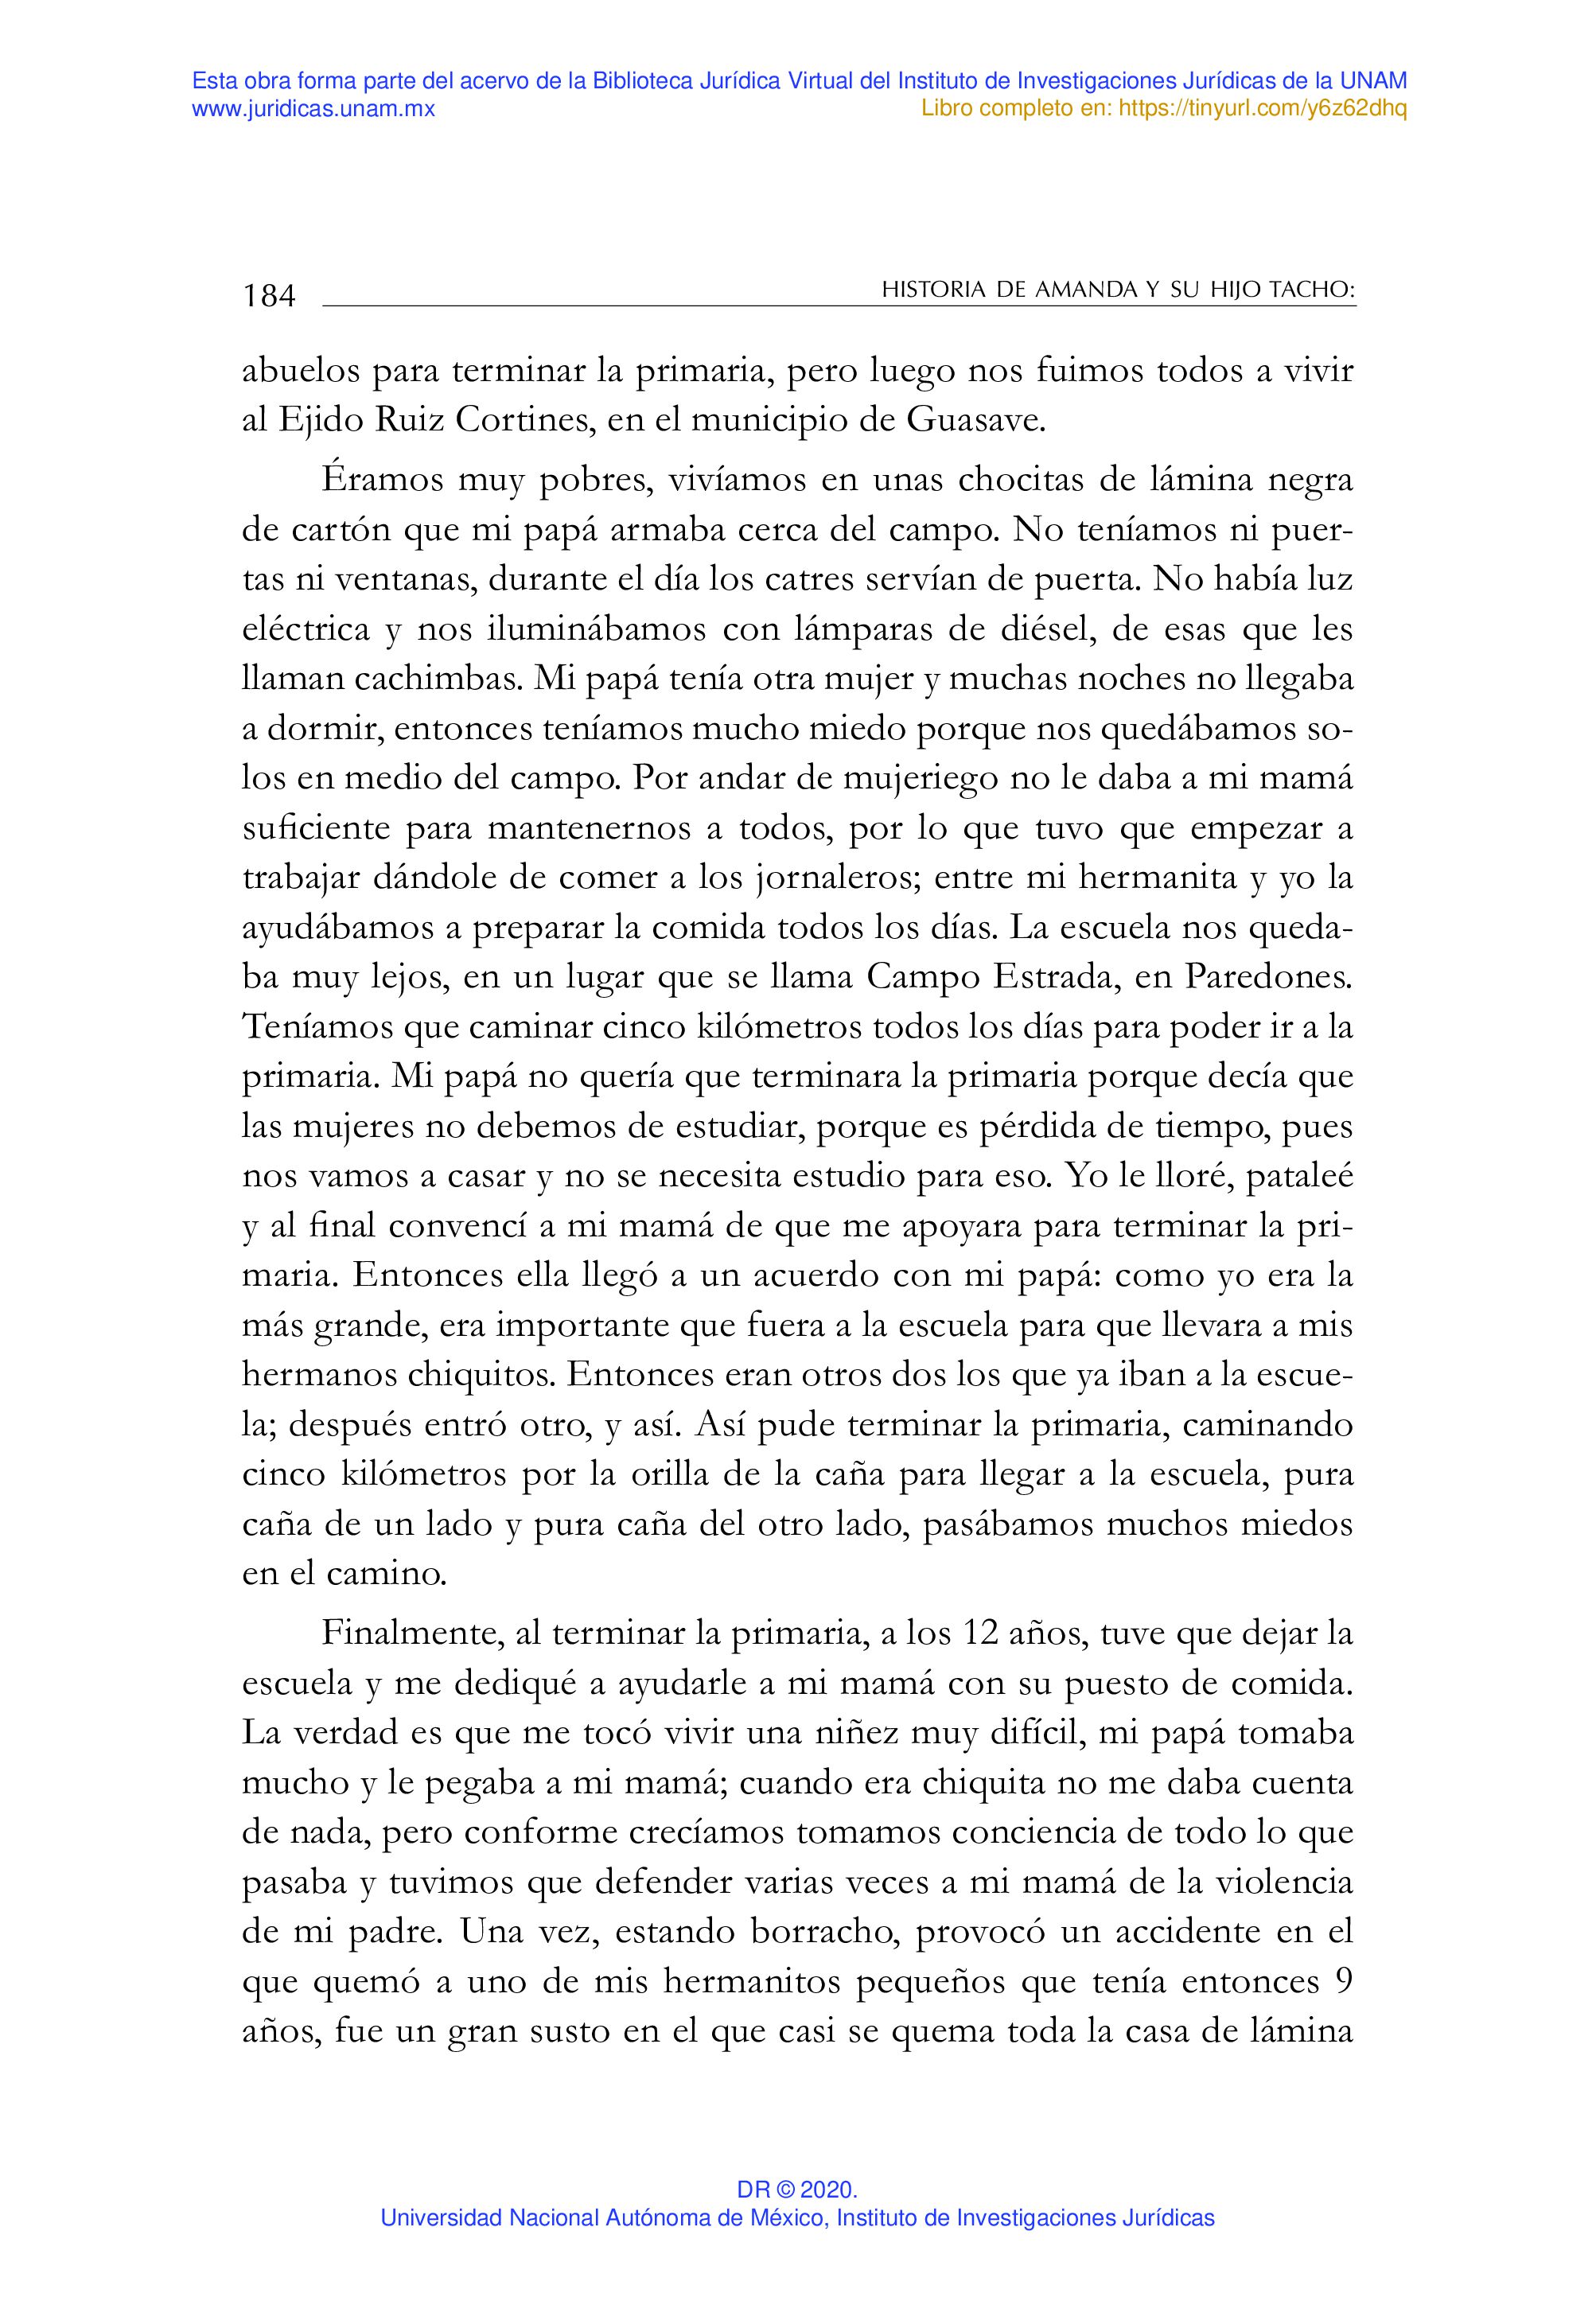 Esta obra forma parte del acervo de la Biblioteca Jurídica Virtual del Instituto de Investigaciones Jurídicas de la UNAM
www.juridicas.unam.mx
Libro completo en: https://tinyurl.com/y6z62dhq
184
HISTORIA DE AMANDA Y SU HIJO TACHO:
abuelos para terminar la primaria, pero luego nos fuimos todos a vivir
al Ejido Ruiz Cortines, en el municipio de Guasave.
Éramos muy pobres, vivíamos en unas chocitas de lámina negra
de cartón que mi papá armaba cerca del campo. No teníamos ni puer-
tas ni ventanas, durante el día los catres servían de puerta. No había luz
eléctrica y nos iluminábamos con lámparas de diésel, de esas que les
llaman cachimbas. Mi papá tenía otra mujer y muchas noches no llegaba
a dormir, entonces teníamos mucho miedo porque nos quedábamos so-
los en medio del campo. Por andar de mujeriego no le daba a mi mamá
suficiente para mantenernos a todos, por lo que tuvo que empezar a
trabajar dándole de comer a los jornaleros; entre mi hermanita y yo la
ayudábamos a preparar la comida todos los días. La escuela nos queda-
ba muy lejos, en un lugar que se llama Campo Estrada, en Paredones.
Teníamos que caminar cinco kilómetros todos los días para poder ir a la
primaria. Mi papá no quería que terminara la primaria porque decía que
las mujeres no debemos de estudiar, porque es pérdida de tiempo, pues
nos vamos a casar y no se necesita estudio para eso. Yo le lloré, pataleé
y al final convencí a mi mamá de que me apoyara para terminar la pri-
maria. Entonces ella llegó a un acuerdo con mi papá: como yo era la
más grande, era importante que fuera a la escuela para que llevara a mis
hermanos chiquitos. Entonces eran otros dos los que ya iban a la escue-
la; después entró otro, y así. Así pude terminar la primaria, caminando
cinco kilómetros por la orilla de la caña para llegar a la escuela, pura
caña de un lado y pura caña del otro lado, pasábamos muchos miedos
en el camino.
Finalmente, al terminar la primaria, a los 12 años, tuve que dejar la
escuela y me dediqué a ayudarle a mi mamá con su puesto de comida.
La verdad es que me tocó vivir una niñez muy difícil, mi papá tomaba
mucho y le pegaba a mi mamá; cuando era chiquita no me daba cuenta
de nada, pero conforme crecíamos tomamos conciencia de todo lo que
pasaba y tuvimos que defender varias veces a mi mamá de la violencia
de mi padre. Una vez, estando borracho, provocó un accidente en el
que quemó a uno de mis hermanitos pequeños que tenía entonces 9
años, fue un gran susto en el que casi se quema toda la casa de lámina
DR © 2020.
Universidad Nacional Autónoma de México, Instituto de Investigaciones Jurídicas